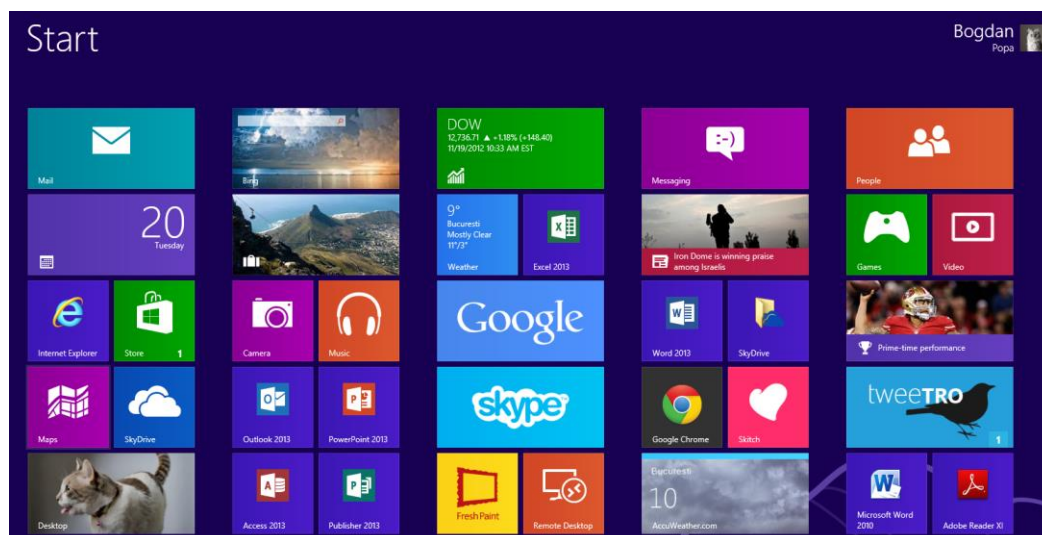 Start
Bogdan
Popa
Mail
Bing
DOW
12,736.71 ▲ +1.18% (+148.40)
11/19/2012 10:33 AM EST
Messaging
People
20
Tuesday
9°
Bucuresti
Mostly Clear
11°/3°
Weather
Excel 2013
Iron Dome is winning praise
among Israelis
Games
Video
Internet Explorer
Store 1
Camera
Music
Google
Word 2013
SkyDrive
Prime-time performance
Maps
SkyDrive
Outlook 2013
PowerPoint 2013
skype
Google Chrome
Skitch
tweetro
1
Desktop
Access 2013
Publisher 2013
Fresh Paint
Remote Desktop
Bucuresti
10
AccuWeather.com
Microsoft Word
2010
Adobe Reader XI